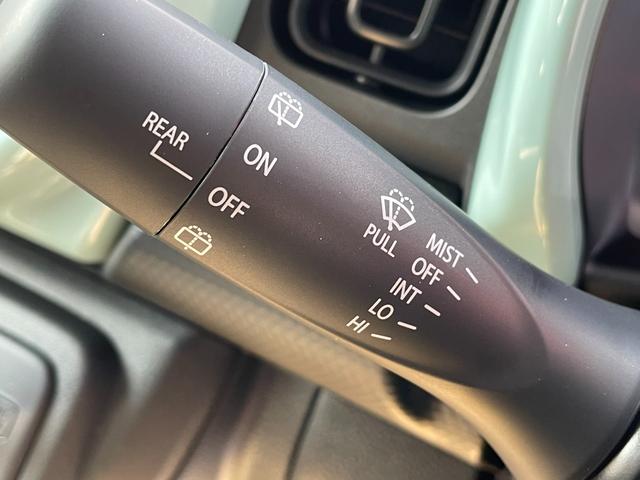 REAR
ON
OFF
PULL
MIST
OFF
INT
LO
HI